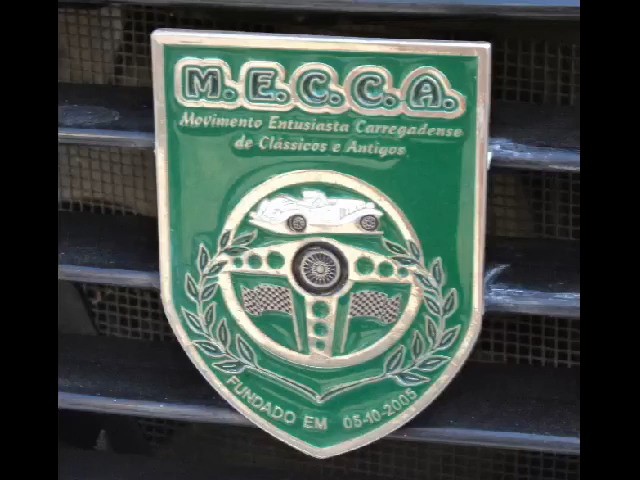 M.E.C.C.A.
Movimento Entusiasta Carregadense
de Clássicos e Antigos
FUNDADO EM 05-10-2005